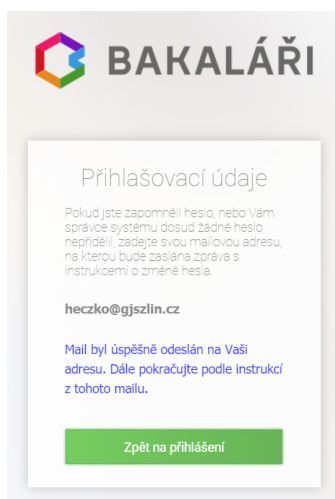 BAKALÁŘI
Přihlašovací údaje
Pokud jste zapomněli heslo, nebo Vám
správce systému dosud žádné heslo
nepřidělil, zadejte svou mailovou adresu,
na kterou bude zaslána zpráva s
instrukcemi o změně hesla.
heczko@gjszlin.cz
Mail byl úspěšně odeslán na Vaši
adresu. Dále pokračujte podle instrukcí
z tohoto mailu.
Zpět na přihlášení